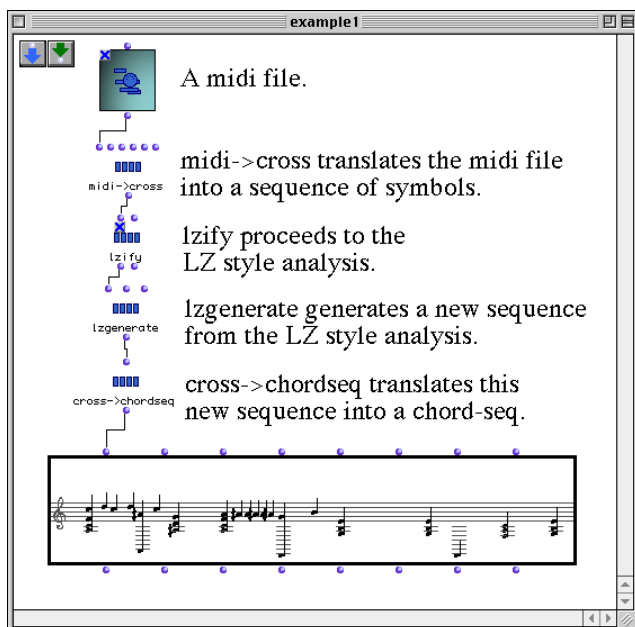 example1
A midi file.
midi->cross translates the midi file
into a sequence of symbols.
midi->cross
lzify proceeds to the
LZ style analysis.
lzify
lzgenerate generates a new sequence
from the LZ style analysis.
lzgenerate
cross->chordseq translates this
new sequence into a chord-seq.
cross->chordseq